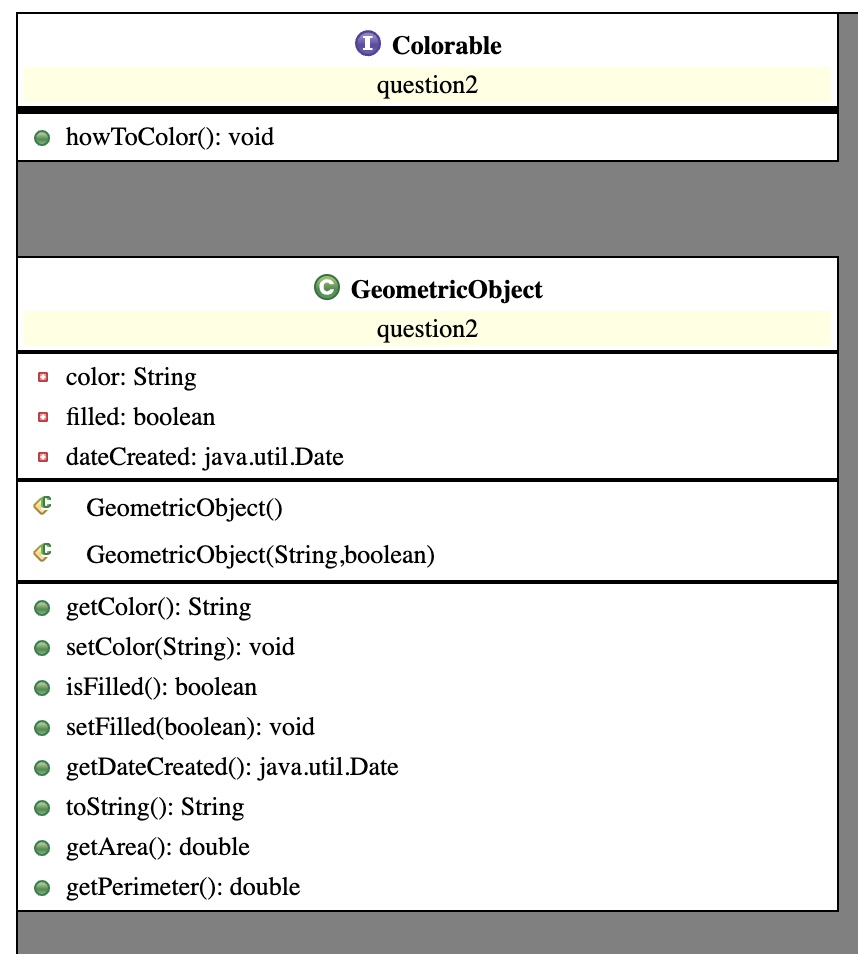 I Colorable
question2
howToColor(): void
C GeometricObject
question2
color: String
filled: boolean
dateCreated: java.util.Date
C GeometricObject()
C GeometricObject(String,boolean)
getColor(): String
setColor(String): void
isFilled(): boolean
setFilled(boolean): void
getDateCreated(): java.util.Date
toString(): String
getArea(): double
getPerimeter(): double